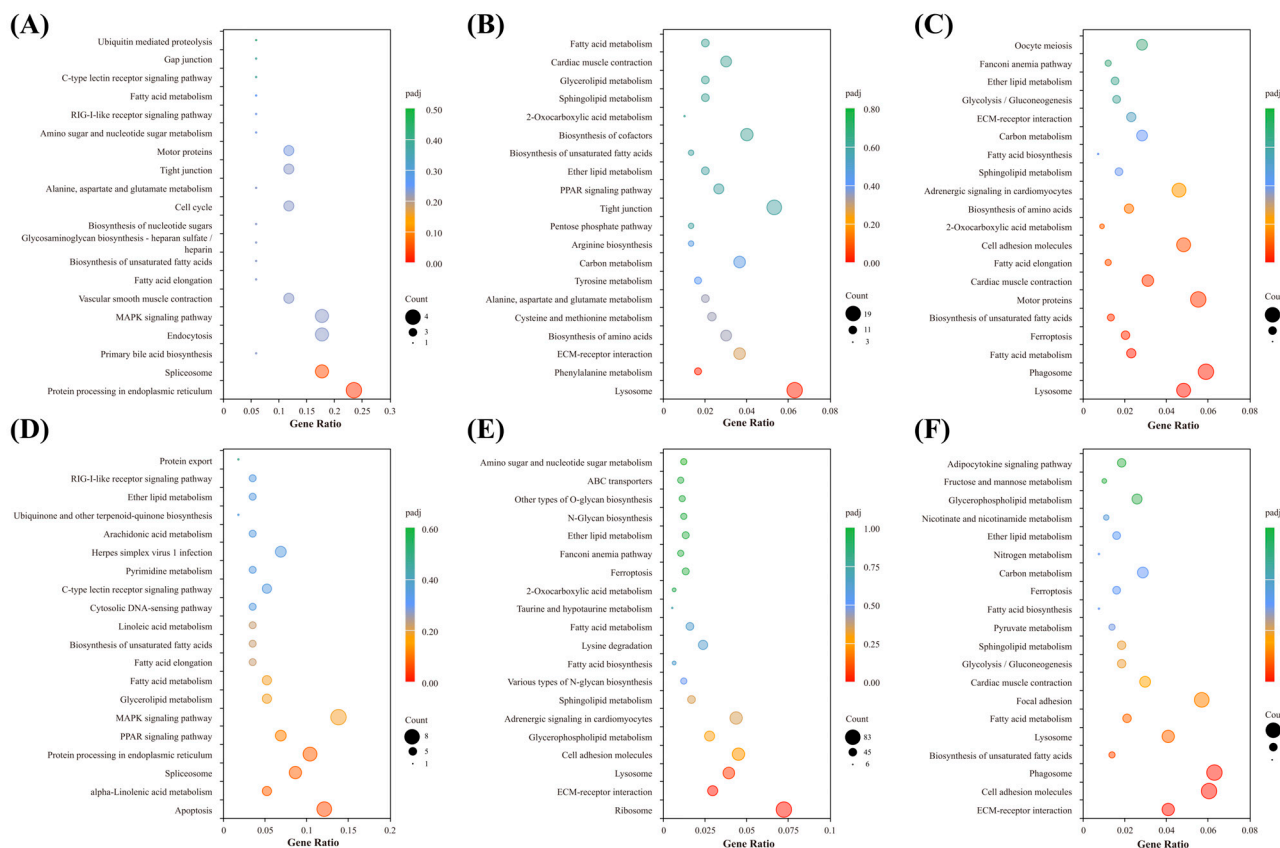 (A)
Ubiquitin mediated proteolysis
Gap junction
C-type lectin receptor signaling pathway
Fatty acid metabolism
RIG-I-like receptor signaling pathway
Amino sugar and nucleotide sugar metabolism
Motor proteins
Tight junction
Alanine, aspartate and glutamate metabolism
Cell cycle
Biosynthesis of nucleotide sugars
Glycosaminoglycan biosynthesis - heparan sulfate /
heparin
Biosynthesis of unsaturated fatty acids
Fatty acid elongation
Vascular smooth muscle contraction
MAPK signaling pathway
Endocytosis
Primary bile acid biosynthesis
Spliceosome
Protein processing in endoplasmic reticulum
0 0.05 0.1 0.15 0.2 0.25 0.3
Gene Ratio
padj
0.50
0.40
0.30
0.20
0.10
0.00
Count
4
3
1
(B)
Fatty acid metabolism
Cardiac muscle contraction
Glycerolipid metabolism
Sphingolipid metabolism
2-Oxocarboxylic acid metabolism
Biosynthesis of cofactors
Biosynthesis of unsaturated fatty acids
Ether lipid metabolism
PPAR signaling pathway
Tight junction
Pentose phosphate pathway
Arginine biosynthesis
Carbon metabolism
Tyrosine metabolism
Alanine, aspartate and glutamate metabolism
Cysteine and methionine metabolism
Biosynthesis of amino acids
ECM-receptor interaction
Phenylalanine metabolism
Lysosome
0 0.02 0.04 0.06 0.08
Gene Ratio
padj
0.80
0.60
0.40
0.20
0.00
Count
19
11
3
(C)
Oocyte meiosis
Fanconi anemia pathway
Ether lipid metabolism
Glycolysis / Gluconeogenesis
ECM-receptor interaction
Carbon metabolism
Fatty acid biosynthesis
Sphingolipid metabolism
Adrenergic signaling in cardiomyocytes
Biosynthesis of amino acids
2-Oxocarboxylic acid metabolism
Cell adhesion molecules
Fatty acid elongation
Cardiac muscle contraction
Motor proteins
Biosynthesis of unsaturated fatty acids
Ferroptosis
Fatty acid metabolism
Phagosome
Lysosome
0 0.02 0.04 0.06 0.08
Gene Ratio
padj
Cou
(D)
Protein export
RIG-I-like receptor signaling pathway
Ether lipid metabolism
Ubiquinone and other terpenoid-quinone biosynthesis
Arachidonic acid metabolism
Herpes simplex virus 1 infection
Pyrimidine metabolism
C-type lectin receptor signaling pathway
Cytosolic DNA-sensing pathway
Linoleic acid metabolism
Biosynthesis of unsaturated fatty acids
Fatty acid elongation
Fatty acid metabolism
Glycerolipid metabolism
MAPK signaling pathway
PPAR signaling pathway
Protein processing in endoplasmic reticulum
Spliceosome
alpha-Linolenic acid metabolism
Apoptosis
0 0.05 0.1 0.15 0.2
Gene Ratio
padj
0.60
0.40
0.20
0.00
Count
8
5
1
(E)
Amino sugar and nucleotide sugar metabolism
ABC transporters
Other types of O-glycan biosynthesis
N-Glycan biosynthesis
Ether lipid metabolism
Fanconi anemia pathway
Ferroptosis
2-Oxocarboxylic acid metabolism
Taurine and hypotaurine metabolism
Fatty acid metabolism
Lysine degradation
Fatty acid biosynthesis
Various types of N-glycan biosynthesis
Sphingolipid metabolism
Adrenergic signaling in cardiomyocytes
Glycerophospholipid metabolism
Cell adhesion molecules
Lysosome
ECM-receptor interaction
Ribosome
0 0.025 0.05 0.075 0.1
Gene Ratio
padj
1.00
0.75
0.50
0.25
0.00
Count
83
45
6
(F)
Adipocytokine signaling pathway
Fructose and mannose metabolism
Glycerophospholipid metabolism
Nicotinate and nicotinamide metabolism
Ether lipid metabolism
Nitrogen metabolism
Carbon metabolism
Ferroptosis
Fatty acid biosynthesis
Pyruvate metabolism
Sphingolipid metabolism
Glycolysis / Gluconeogenesis
Cardiac muscle contraction
Focal adhesion
Fatty acid metabolism
Lysosome
Biosynthesis of unsaturated fatty acids
Phagosome
Cell adhesion molecules
ECM-receptor interaction
0 0.02 0.04 0.06 0.08
Gene Ratio
padj
Cou